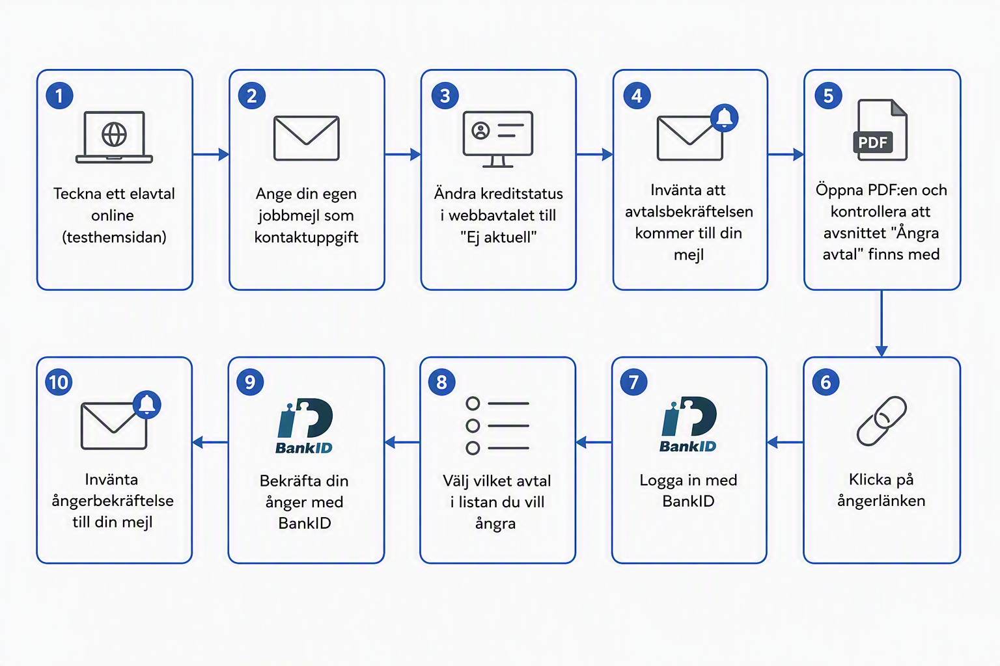 1
Teckna ett elavtal
online
(testhemsidan)
2
Ange din egen
jobbmejl som
kontaktuppgift
3
Ändra kreditstatus
i webbavtalet till
"Ej aktuell"
4
Invänta att
avtalsbekräftelsen
kommer till din
mejl
5
PDF
Öppna PDF:en och
kontrollera att
avsnittet "Ångra
avtal" finns med
6
Klicka på
ångerlänken
7
BankID
Logga in med
BankID
8
Välj vilket avtal
i listan du vill
ångra
9
BankID
Bekräfta din
ånger med
BankID
10
Invänta
ångerbekräftelse
till din mejl